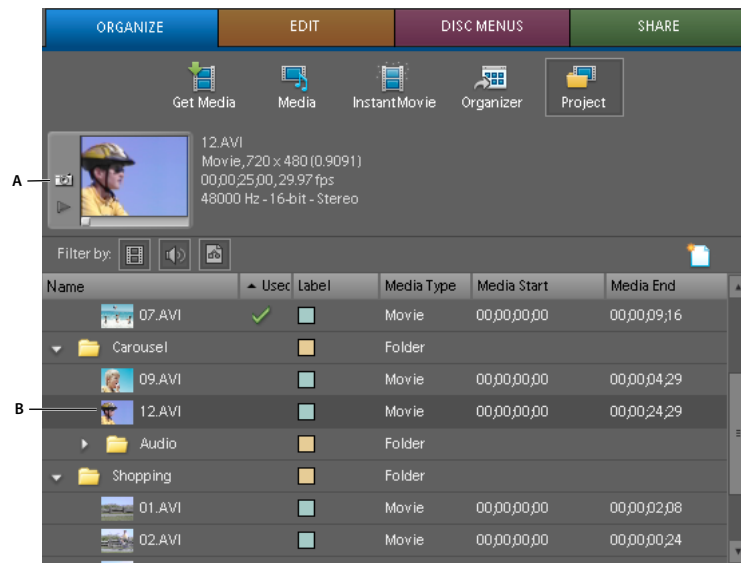 ORGANIZE EDIT DISC MENUS SHARE
Get Media Media InstantMovie Organizer Project
12.AVI
Movie, 720 x 480 (0.9091)
00;00;25;00, 29.97 fps
48000 Hz - 16-bit - Stereo
A
Filter by:
Name Used Label Media Type Media Start Media End
07.AVI Movie 00;00;00;00 00;00;09;16
Carousel Folder
09.AVI Movie 00;00;00;00 00;00;04;29
B 12.AVI Movie 00;00;00;00 00;00;24;29
Audio Folder
Shopping Folder
01.AVI Movie 00;00;00;00 00;00;02;08
02.AVI Movie 00;00;00;00 00;00;00;24